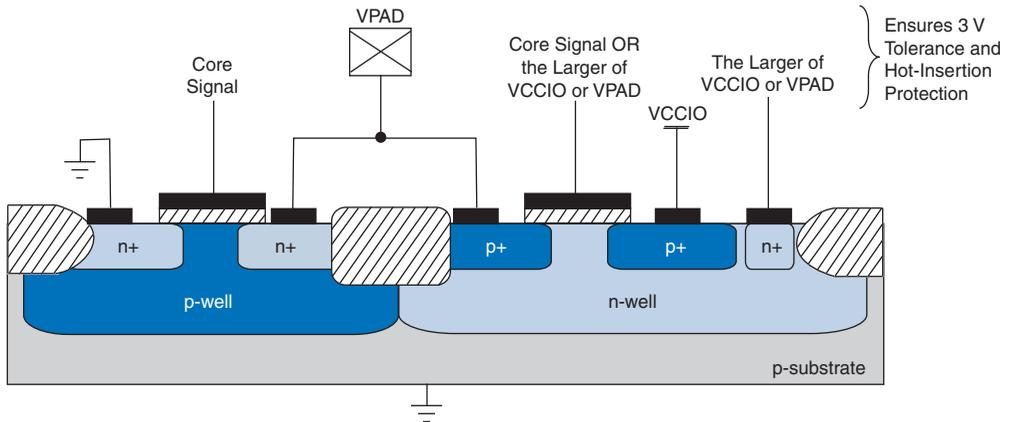 VPAD
Core
Signal
Core Signal OR
the Larger of
VCCIO or VPAD
The Larger of
VCCIO or VPAD
Ensures 3 V
Tolerance and
Hot-Insertion
Protection
VCCIO
n+
n+
p+
p+
n+
p-well
n-well
p-substrate